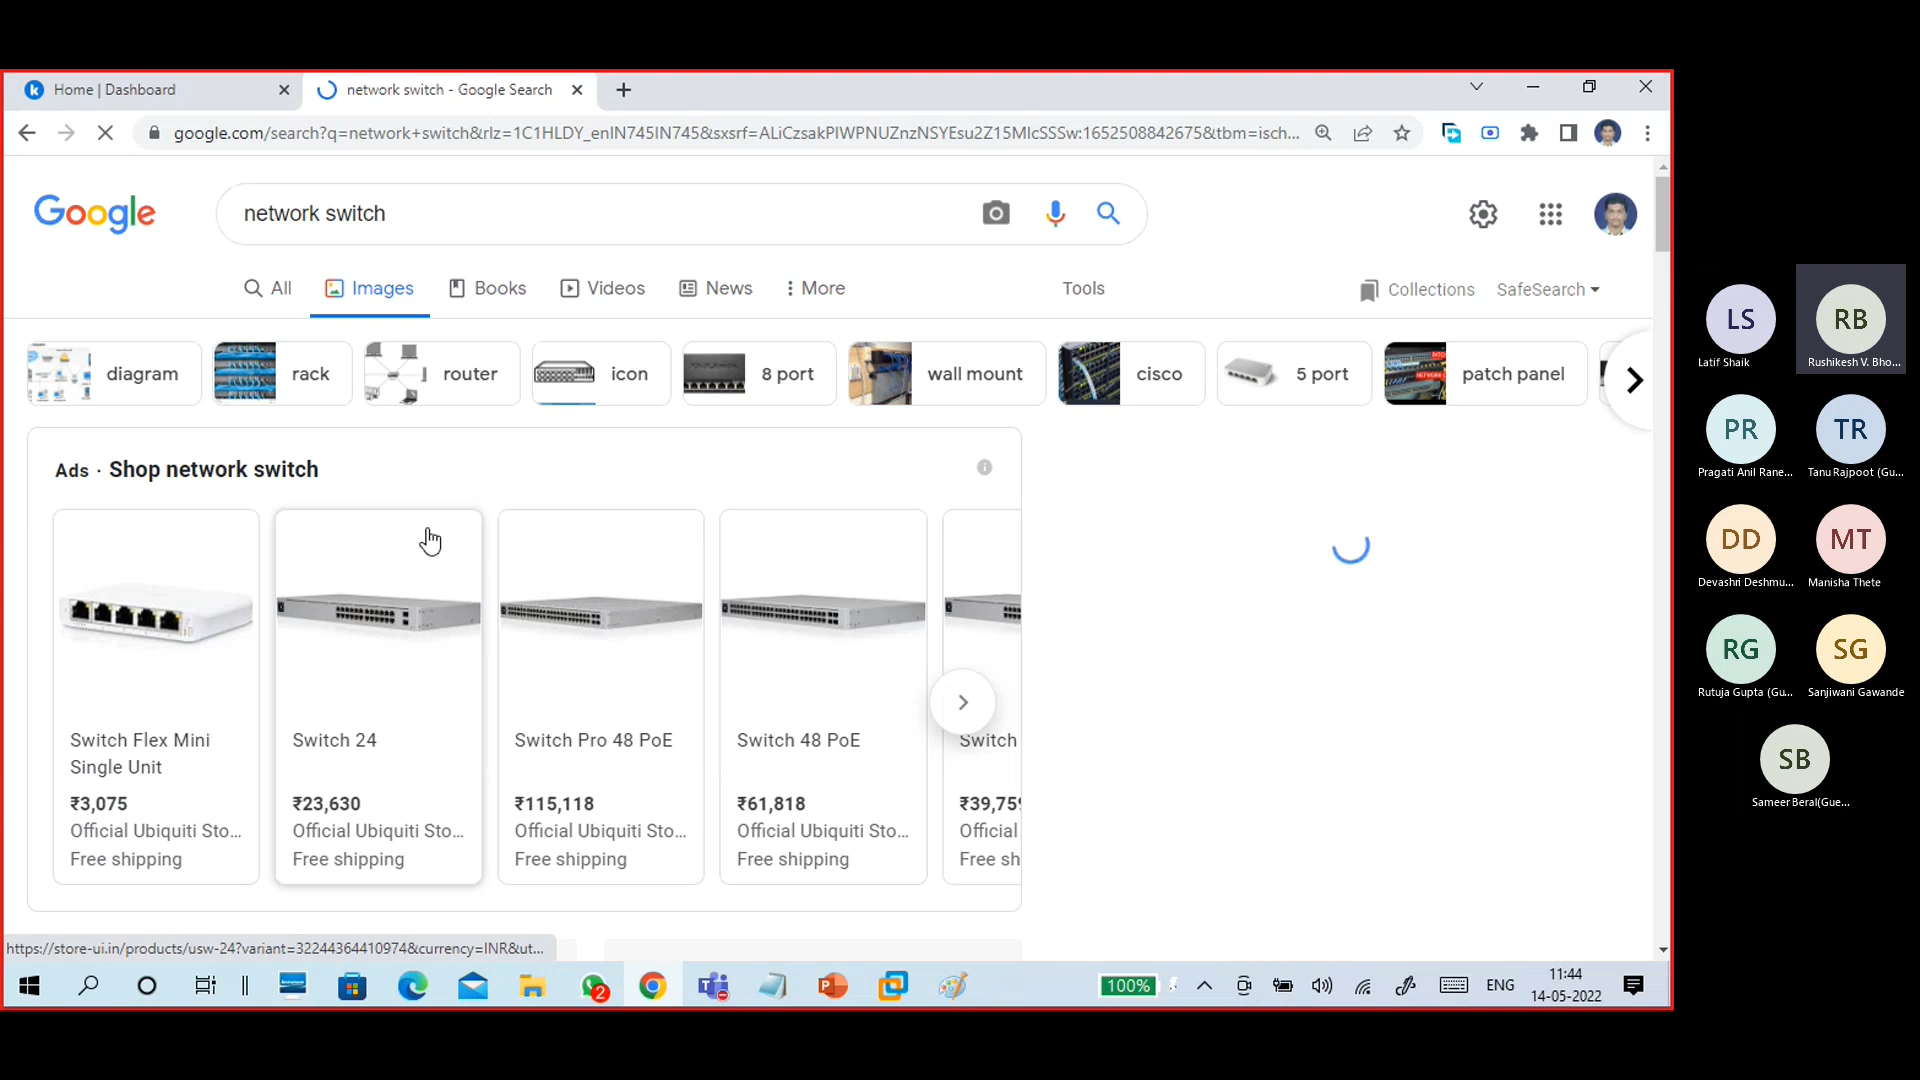 Home | Dashboard
network switch - Google Search
google.com/search?q=network+switch&rlz=1C1HLDY_enIN745IN745&sxsrf=ALiCzsakPIWPNUZnzNSYEsu2Z15MIcSSSw:1652508842675&tbm=isch...
Google
network switch
All
Images
Books
Videos
News
More
Tools
Collections
SafeSearch
diagram
rack
router
icon
8 port
wall mount
cisco
5 port
patch panel
Ads · Shop network switch
Switch Flex Mini
Single Unit
₹3,075
Official Ubiquiti Sto...
Free shipping
Switch 24
₹23,630
Official Ubiquiti Sto...
Free shipping
Switch Pro 48 PoE
₹115,118
Official Ubiquiti Sto...
Free shipping
Switch 48 PoE
₹61,818
Official Ubiquiti Sto...
Free shipping
Switch
₹39,759
Official
Free sh
https://store-ui.in/products/usw-24?variant=32244364410974&currency=INR&ut...
2
100%
ENG
11:44
14-05-2022
LS
Latif Shaik
RB
Rushikesh V. Bho...
PR
Pragati Anil Rane...
TR
Tanu Rajpoot (Gu...
DD
Devashri Deshmu...
MT
Manisha Thete
RG
Rutuja Gupta (Gu...
SG
Sanjiwani Gawande
SB
Sameer Beral(Gue...